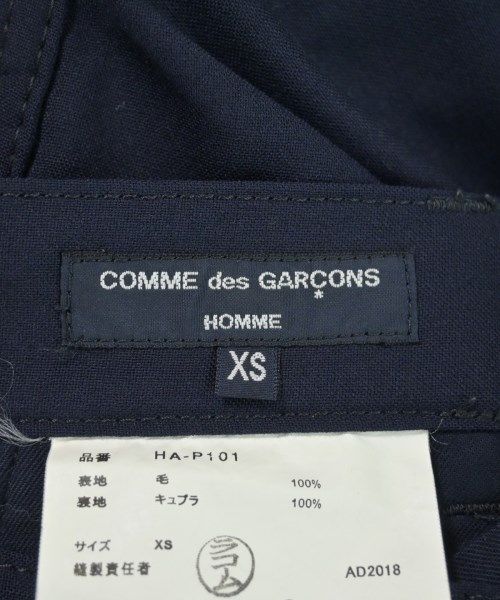 COMME des GARÇONS
HOMME
XS
品番 HA-P101
表地 毛 100%
裏地 キュプラ 100%
サイズ XS
縫製責任者
AD2018